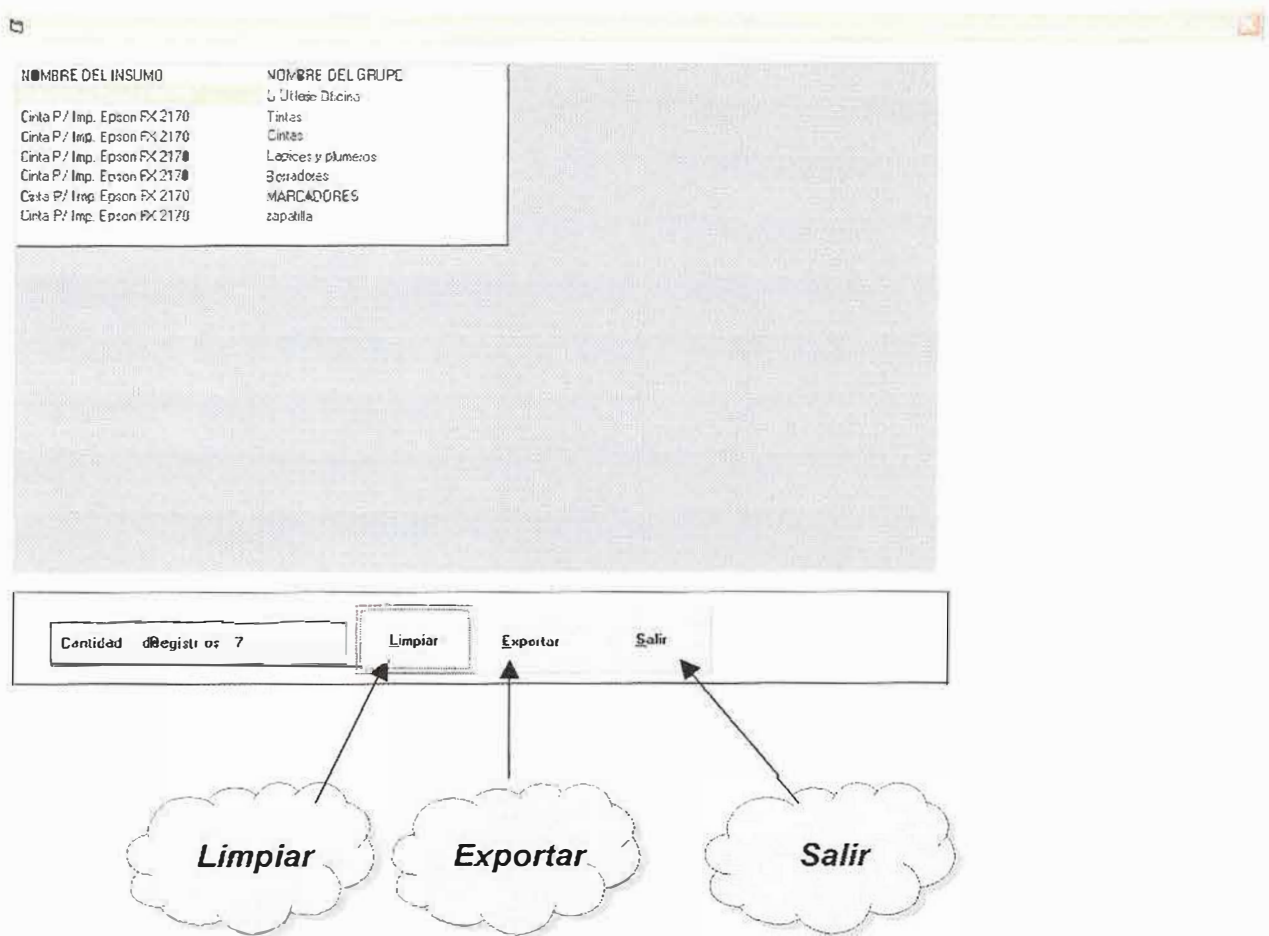 NOMBRE DEL INSUMO NOMBRE DEL GRUPO
Cinta P/ Imp. Epson FX 2170 Tintas
Cinta P/ Imp. Epson FX 2170 Cintas
Cinta P/ Imp. Epson FX 2170 Lapices y plumeros
Cinta P/ Imp. Epson FX 2170 Borradores
Cinta P/ Imp. Epson FX 2170 MARCADORES
Cinta P/ Imp. Epson FX 2170 zapatilla
Cantidad de Registros 7 Limpiar Exportar Salir
Limpiar Exportar Salir